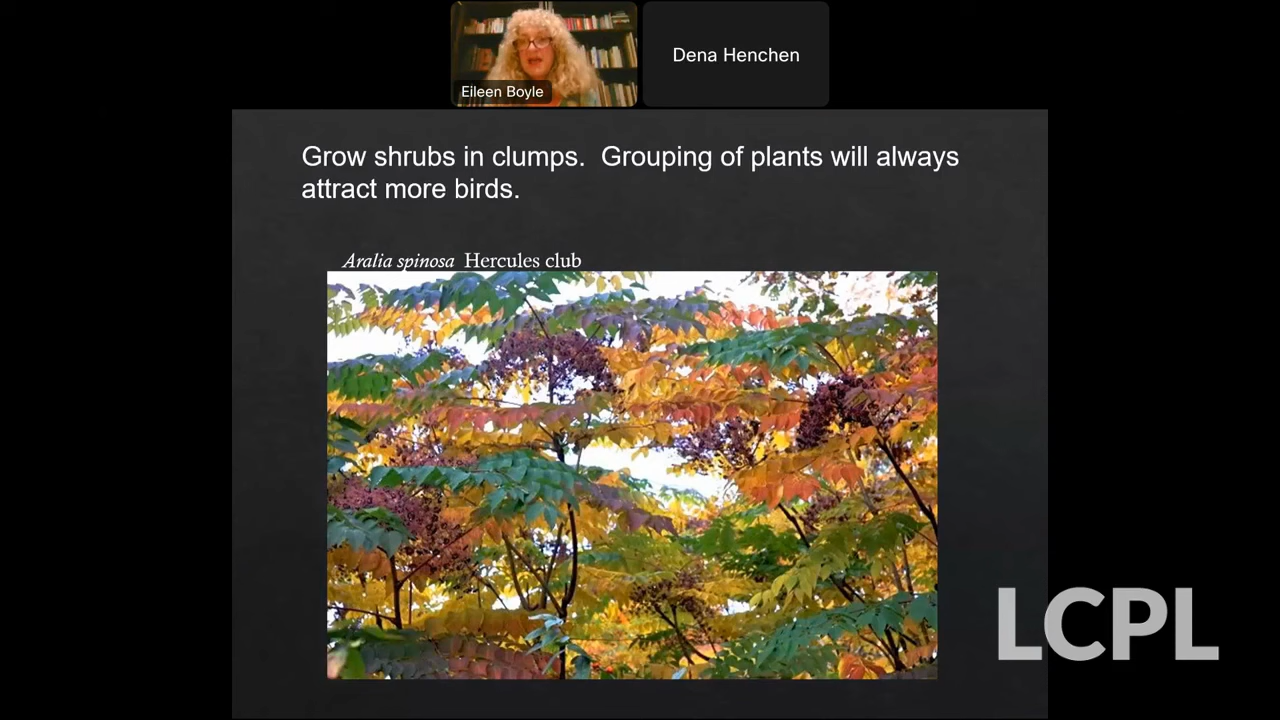 Dena Henchen
Eileen Boyle
Grow shrubs in clumps.  Grouping of plants will always
attract more birds.
Aralia spinosa  Hercules club
LCPL